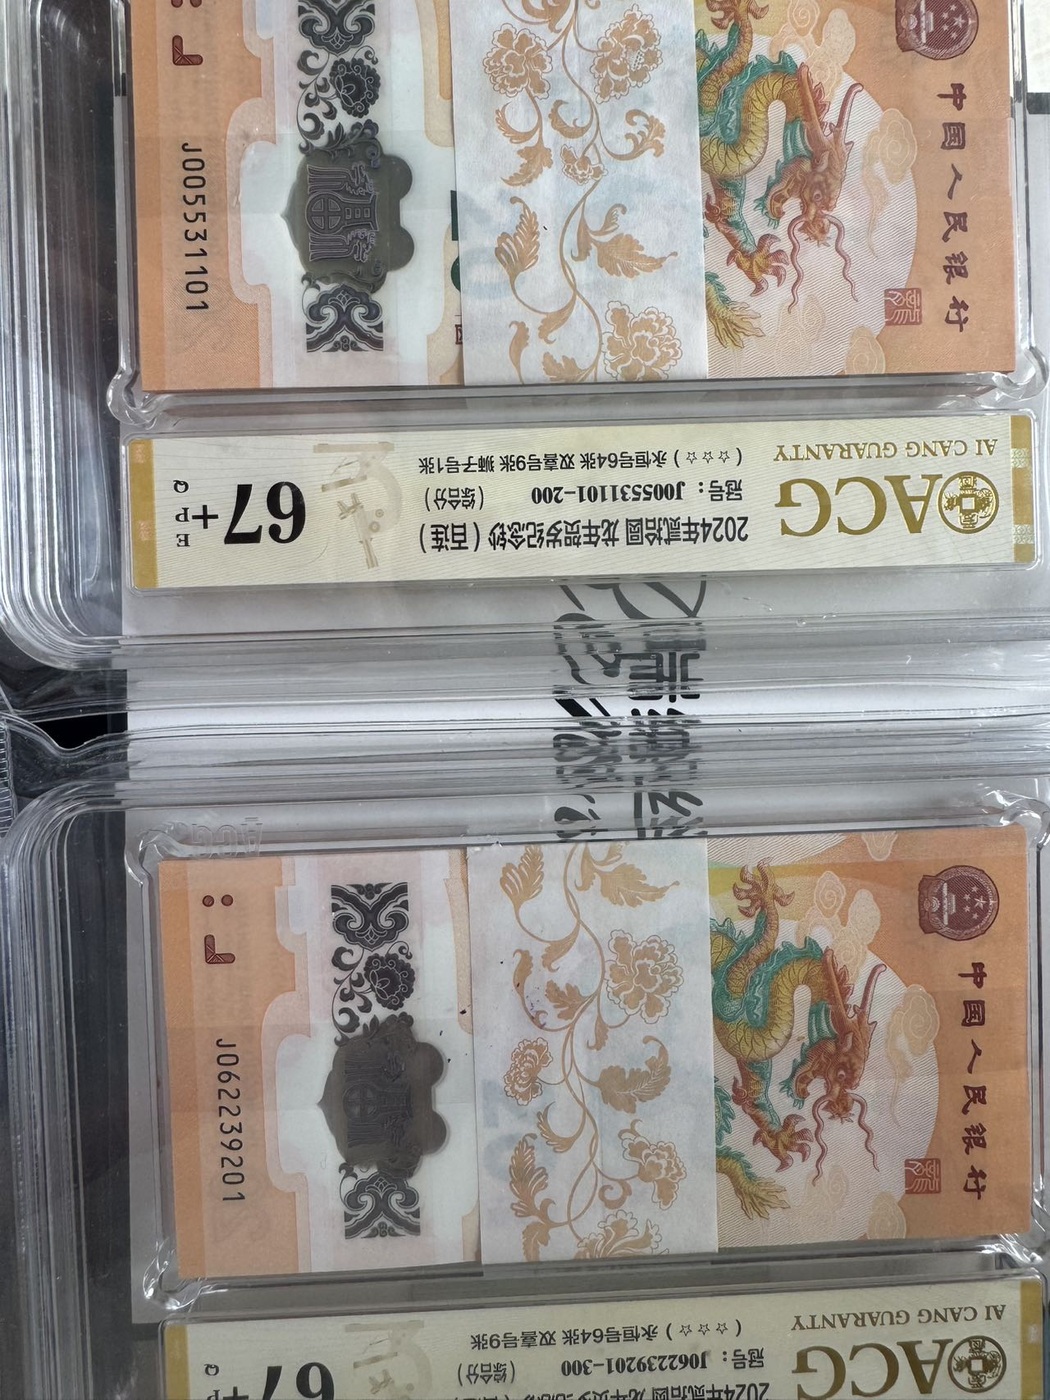 中国人民银行
J005531101
ACG
AI CANG GUARANTY
2024年贰拾圆 龙年贺岁纪念钞 (百连)
冠号: J005531101-200 (综合分)
(☆☆☆) 永恒号64张 双喜号9张 狮子号1张
67+
E
P
Q
中国人民银行
J062239201
ACG
AI CANG GUARANTY
冠号: J062239201-300 (综合分)
(☆☆☆) 永恒号64张 双喜号9张
67+
P
Q